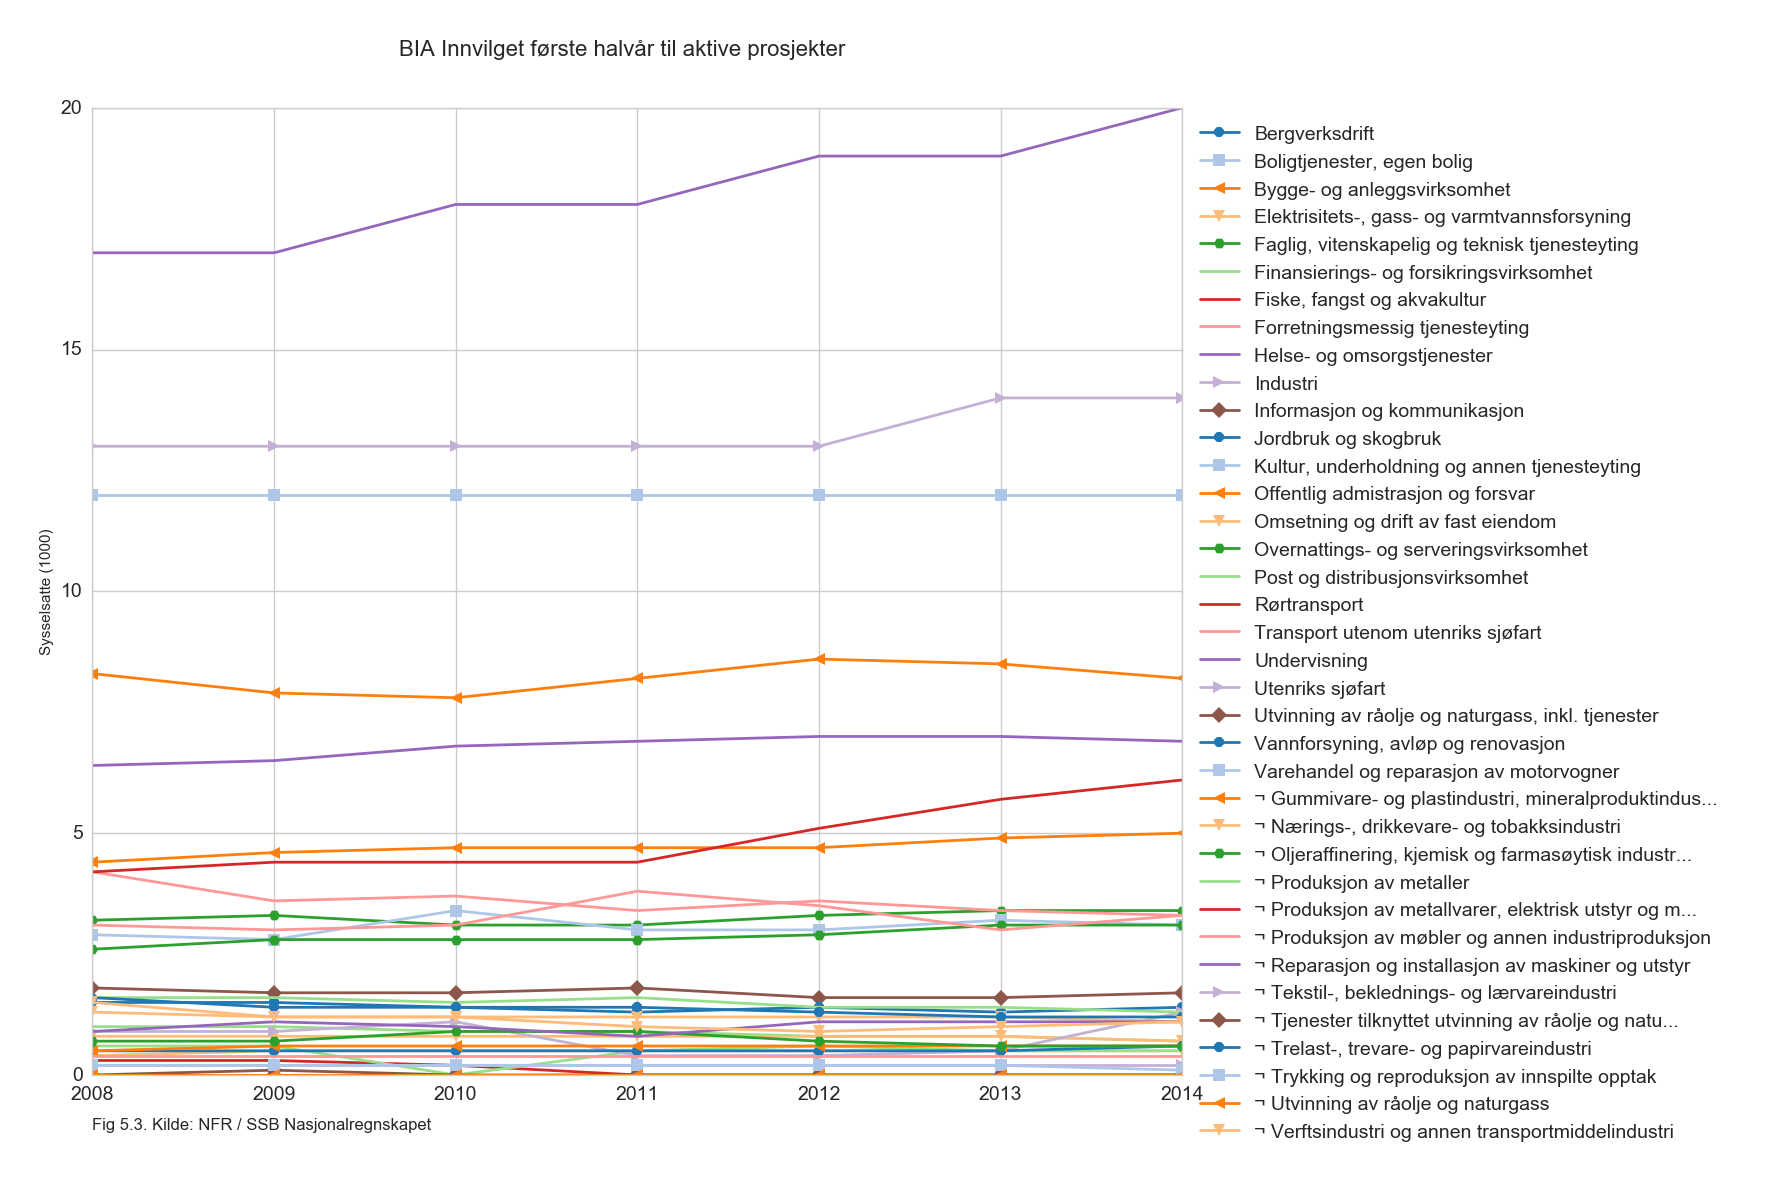 BIA Innvilget første halvår til aktive prosjekter
20
15
10
5
0
Sysselsatte (1000)
2008 2009 2010 2011 2012 2013 2014
Fig 5.3. Kilde: NFR / SSB Nasjonalregnskapet
Bergverksdrift
Boligtjenester, egen bolig
Bygge- og anleggsvirksomhet
Elektrisitets-, gass- og varmtvannsforsyning
Faglig, vitenskapelig og teknisk tjenesteyting
Finansierings- og forsikringsvirksomhet
Fiske, fangst og akvakultur
Forretningsmessig tjenesteyting
Helse- og omsorgstjenester
Industri
Informasjon og kommunikasjon
Jordbruk og skogbruk
Kultur, underholdning og annen tjenesteyting
Offentlig admistrasjon og forsvar
Omsetning og drift av fast eiendom
Overnattings- og serveringsvirksomhet
Post og distribusjonsvirksomhet
Rørtransport
Transport utenom utenriks sjøfart
Undervisning
Utenriks sjøfart
Utvinning av råolje og naturgass, inkl. tjenester
Vannforsyning, avløp og renovasjon
Varehandel og reparasjon av motorvogner
¬ Gummivare- og plastindustri, mineralproduktindus...
¬ Nærings-, drikkevare- og tobakksindustri
¬ Oljeraffinering, kjemisk og farmasøytisk industr...
¬ Produksjon av metaller
¬ Produksjon av metallvarer, elektrisk utstyr og m...
¬ Produksjon av møbler og annen industriproduksjon
¬ Reparasjon og installasjon av maskiner og utstyr
¬ Tekstil-, beklednings- og lærvareindustri
¬ Tjenester tilknyttet utvinning av råolje og natu...
¬ Trelast-, trevare- og papirvareindustri
¬ Trykking og reproduksjon av innspilte opptak
¬ Utvinning av råolje og naturgass
¬ Verftsindustri og annen transportmiddelindustri